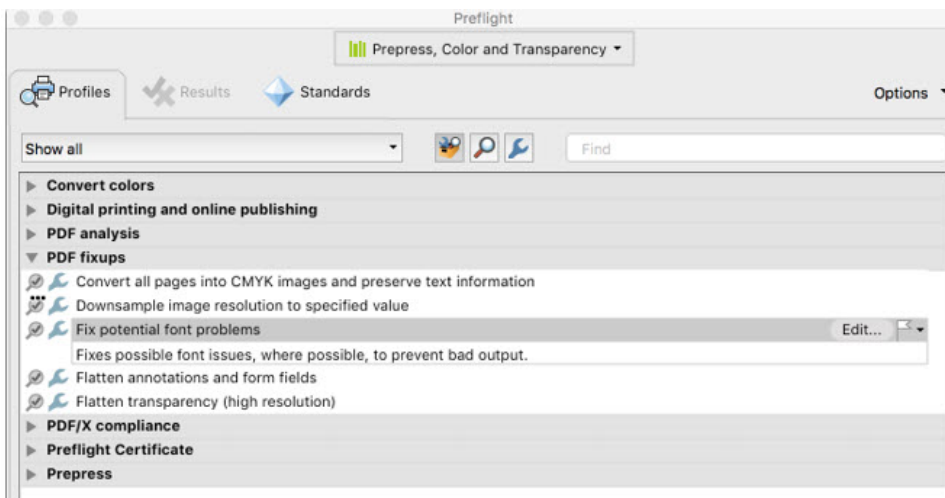 Preflight
Prepress, Color and Transparency
Profiles Results Standards Options
Show all Find
Convert colors
Digital printing and online publishing
PDF analysis
PDF fixups
Convert all pages into CMYK images and preserve text information
Downsample image resolution to specified value
Fix potential font problems Edit...
Fixes possible font issues, where possible, to prevent bad output.
Flatten annotations and form fields
Flatten transparency (high resolution)
PDF/X compliance
Preflight Certificate
Prepress